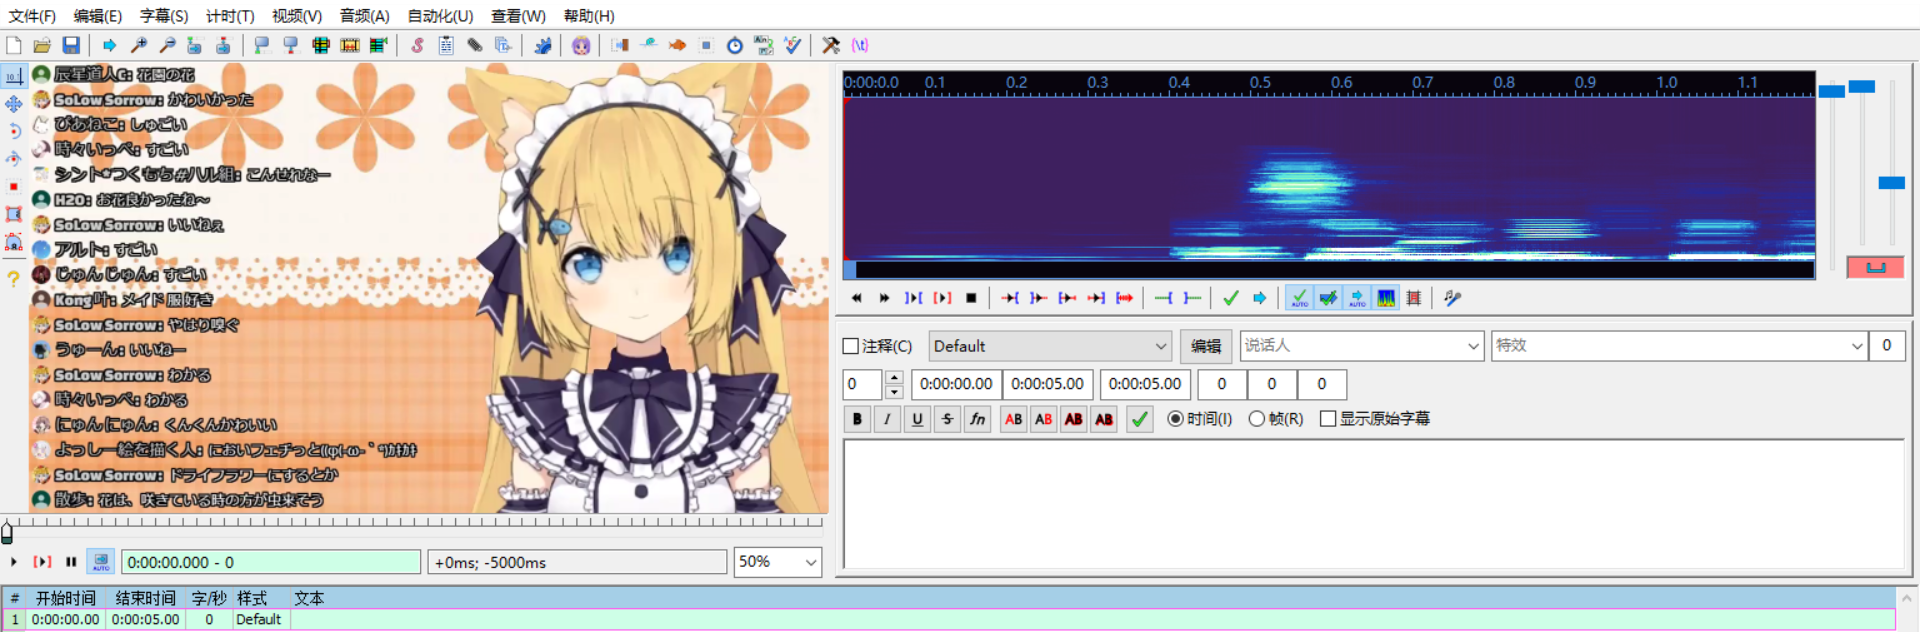 文件(F) 编辑(E) 字幕(S) 计时(T) 视频(V) 音频(A) 自动化(U) 查看(W) 帮助(H)
辰星道人G: 花園の花
SoLow Sorrow: かわいかった
ぴあねこ: しゅごい
時々いっぺ: すごい
シント*つくもち#ハル組: こんせれなー
H2O: お花良かったね〜
SoLow Sorrow: いいねぇ
アルト: すごい
じゅんじゅん: すごい
Kong叶: メイド服好き
SoLow Sorrow: やはり嗅ぐ
うゅーん: いいねー
SoLow Sorrow: わかる
時々いっぺ: わかる
にゅんにゅん: くんくんかわいい
よっしー絵を描く人: においフェチっと
SoLow Sorrow: ドライフラワーにするとか
散歩: 花は、咲きている時の方が虫来そう
0:00:00.000 - 0
+0ms; -5000ms
50%
0:00:00.0 0.1 0.2 0.3 0.4 0.5 0.6 0.7 0.8 0.9 1.0 1.1
AUTO AUTO
注释(C) Default 编辑 说话人 特效 0
0 0:00:00.00 0:00:05.00 0:00:05.00 0 0 0
B I U S fn AB AB AB AB 时间(I) 帧(R) 显示原始字幕
# 开始时间 结束时间 字/秒 样式 文本
1 0:00:00.00 0:00:05.00 0 Default